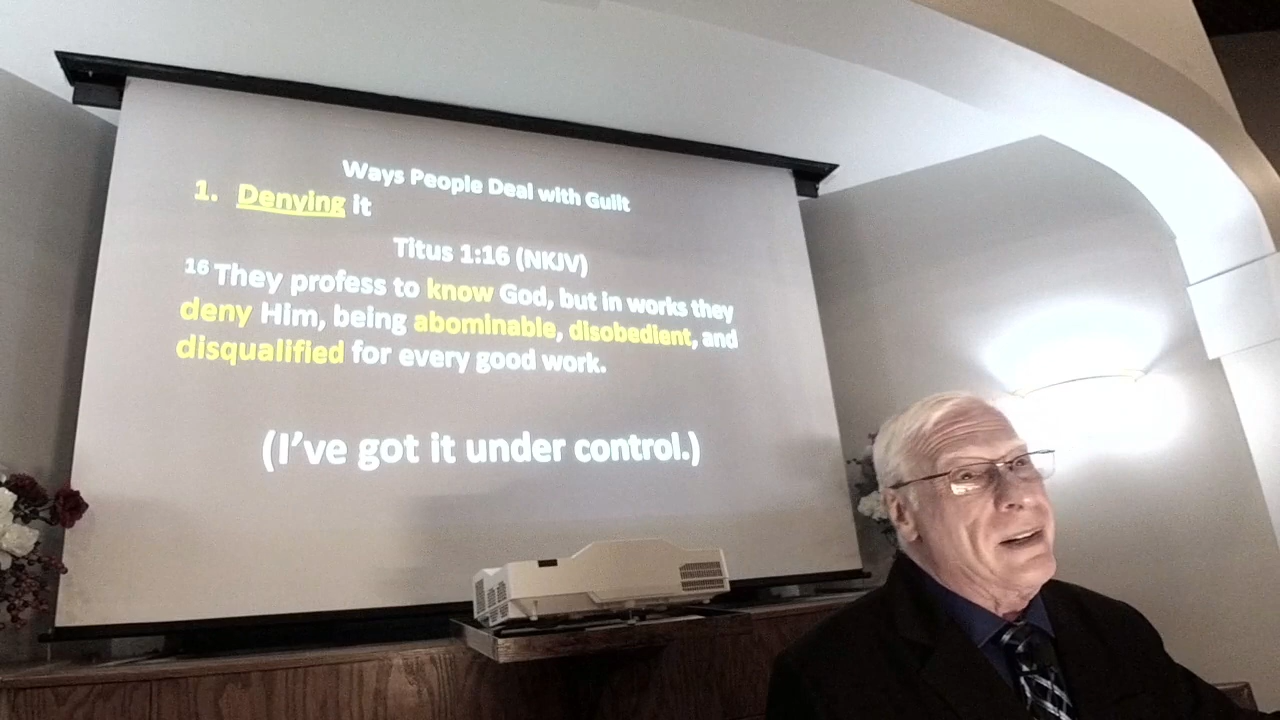 Ways People Deal with Guilt
1. Denying it
Titus 1:16 (NKJV)
16 They profess to know God, but in works they
deny Him, being abominable, disobedient, and
disqualified for every good work.
(I’ve got it under control.)